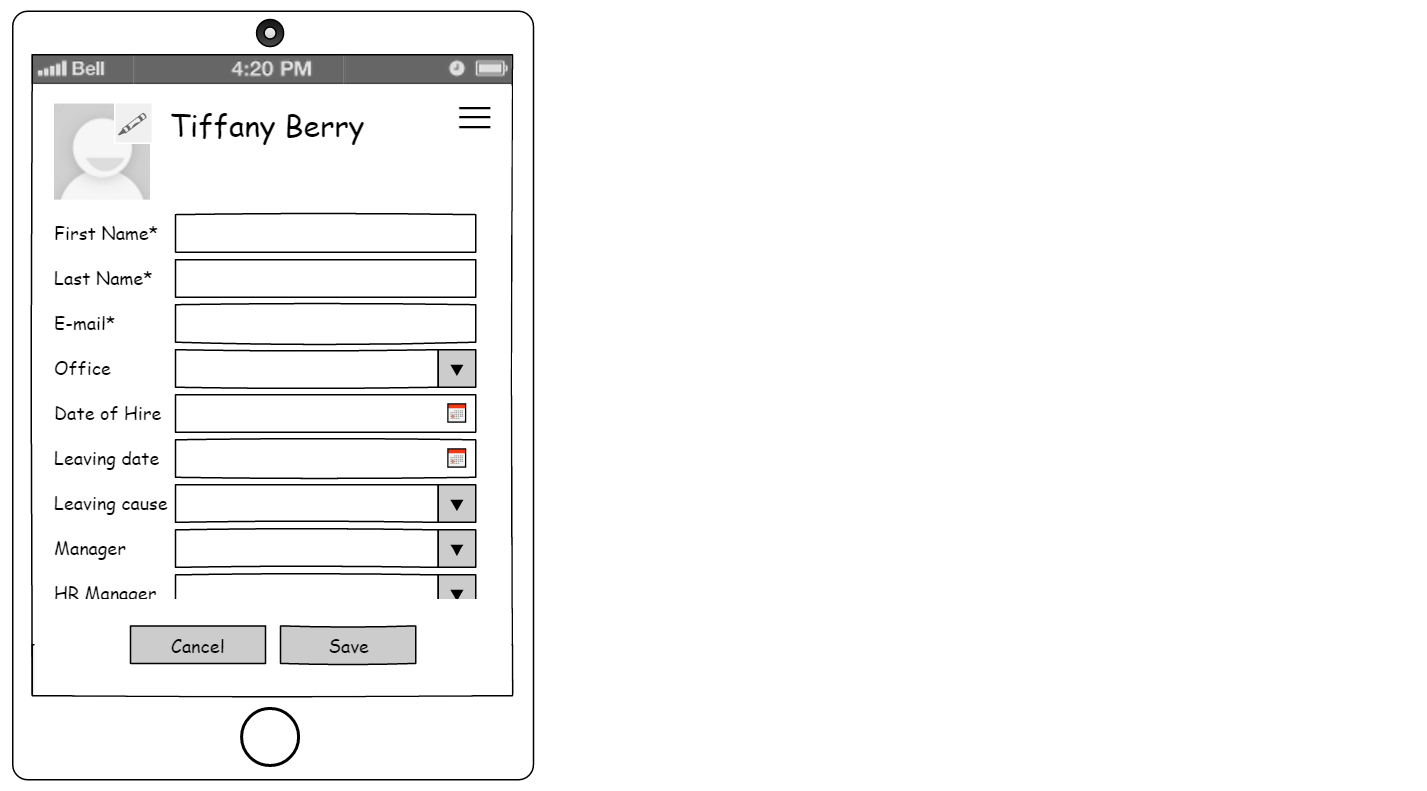 Bell 4:20 PM
Tiffany Berry
First Name*
Last Name*
E-mail*
Office
Date of Hire
Leaving date
Leaving cause
Manager
HR Manager
Cancel Save